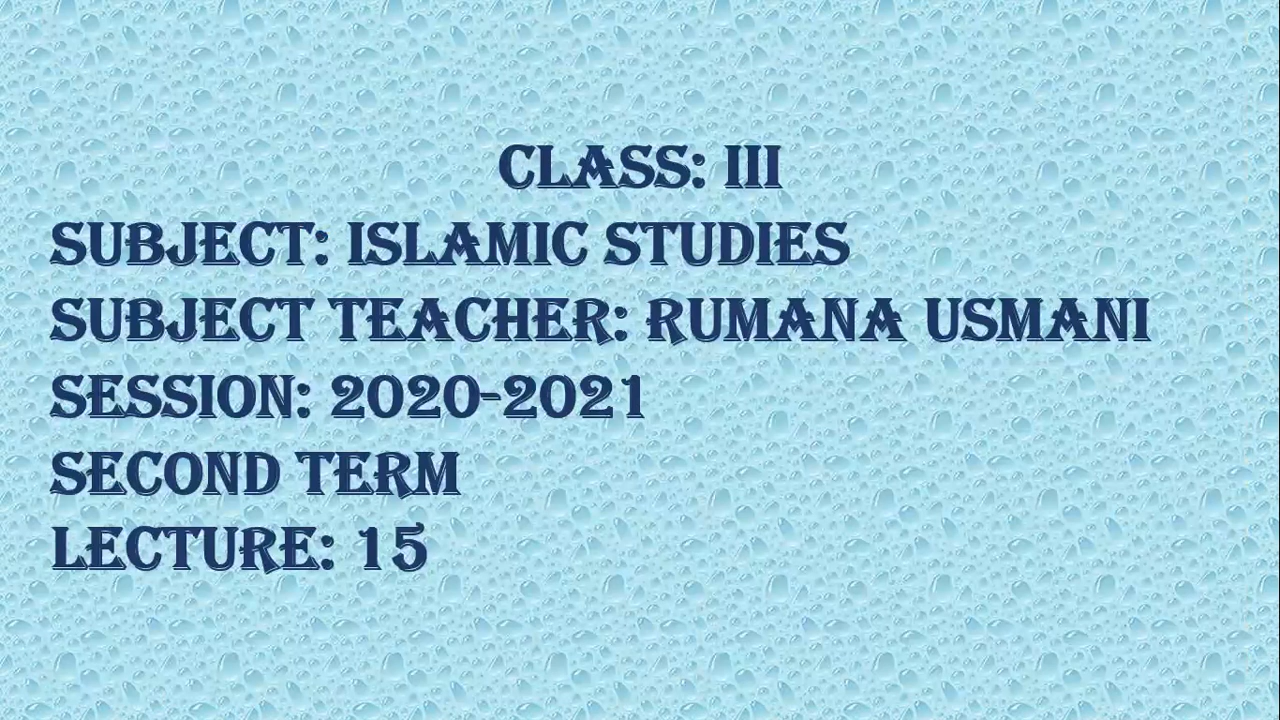 CLASS: III
SUBJECT: ISLAMIC STUDIES
SUBJECT TEACHER: RUMANA USMANI
SESSION: 2020-2021
SECOND TERM
LECTURE: 15